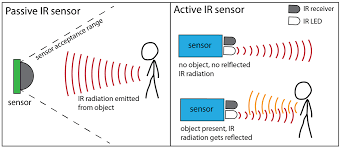 Passive IR sensor
sensor acceptance range
sensor
IR radiation emitted
from object
Active IR sensor
IR receiver
IR LED
sensor
no object, no relflected
IR radiation
sensor
object present, IR
radiation gets reflected